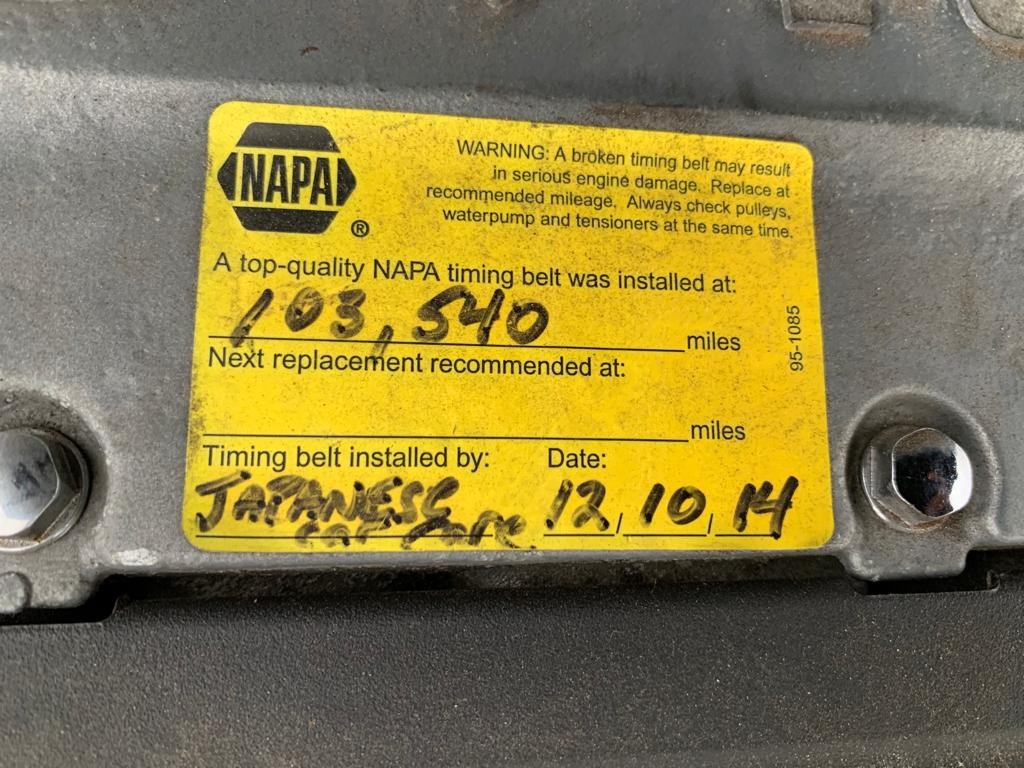 NAPA
®
WARNING: A broken timing belt may result
in serious engine damage. Replace at
recommended mileage. Always check pulleys,
waterpump and tensioners at the same time.
A top-quality NAPA timing belt was installed at:
103,540 miles
Next replacement recommended at:
miles
95-1085
Timing belt installed by: Date:
JAPANESE 12/10/14
car care